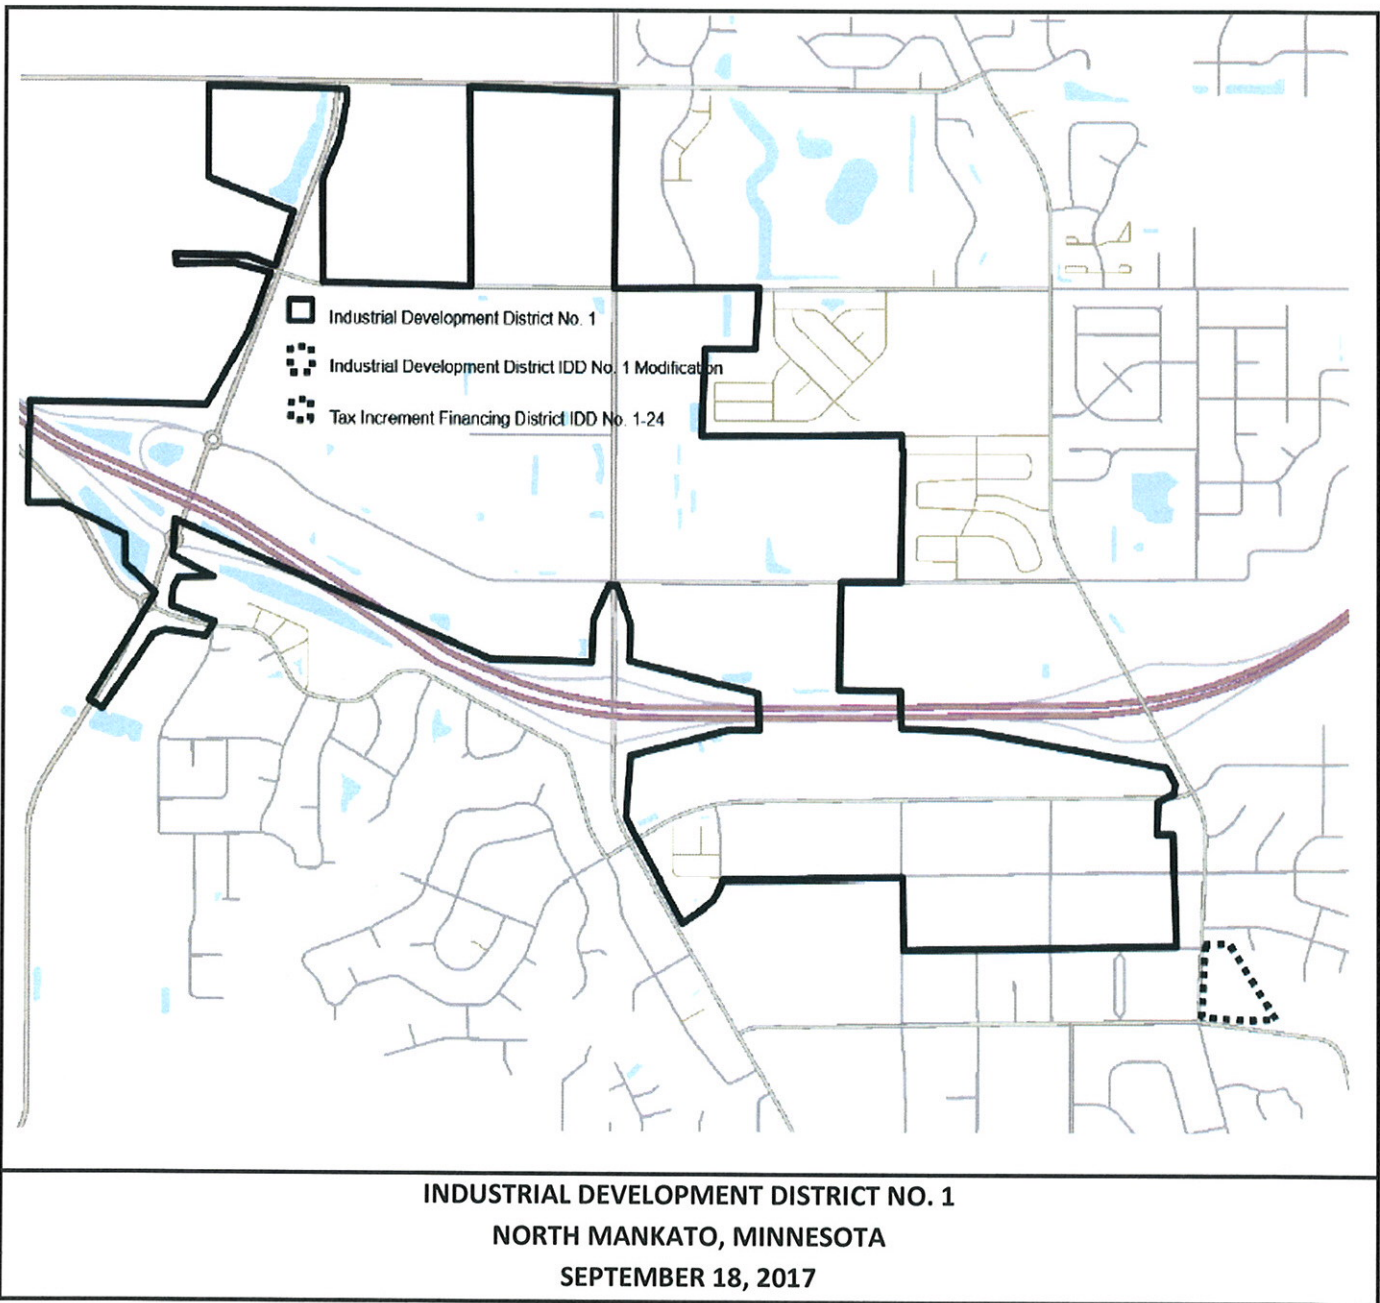 Industrial Development District No. 1
Industrial Development District IDD No. 1 Modification
Tax Increment Financing District IDD No. 1-24
INDUSTRIAL DEVELOPMENT DISTRICT NO. 1
NORTH MANKATO, MINNESOTA
SEPTEMBER 18, 2017